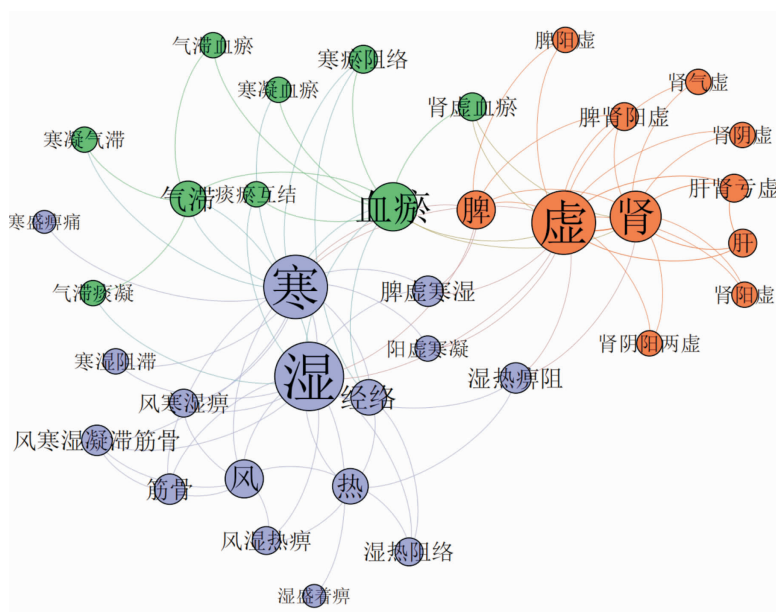 气滞血瘀
脾阳虚
寒瘀阻络
寒凝血瘀
肾气虚
肾虚血瘀
脾肾阳虚
寒凝气滞
肾阴虚
气滞
痰瘀互结
血瘀
脾
虚
肾
肝肾亏虚
寒盛痹痛
肝
寒
脾虚寒湿
气滞痰凝
肾阳虚
寒湿阻滞
阳虚寒凝
肾阴阳两虚
湿
经络
湿热痹阻
风寒湿痹
风寒湿凝滞筋骨
筋骨
风
热
风湿热痹
湿热阻络
湿盛着痹